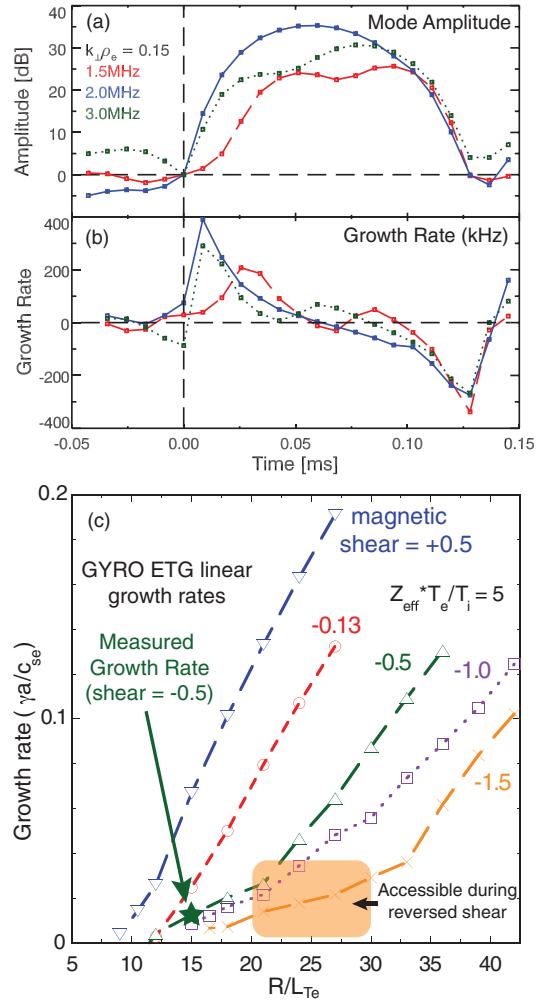 (a)
Mode Amplitude
k⊥ρe = 0.15
1.5MHz
2.0MHz
3.0MHz
Amplitude [dB]
40
30
20
10
0
(b)
Growth Rate (kHz)
Growth Rate
400
200
0
-200
-400
-0.05
0.00
0.05
0.10
0.15
Time [ms]
(c)
0.2
0.1
0
Growth rate (γa/cse)
magnetic
shear = +0.5
GYRO ETG linear
growth rates
Zeff*Te/Ti = 5
Measured
Growth Rate
(shear = -0.5)
-0.13
-0.5
-1.0
-1.5
Accessible during
reversed shear
5
10
15
20
25
30
35
40
R/LTe